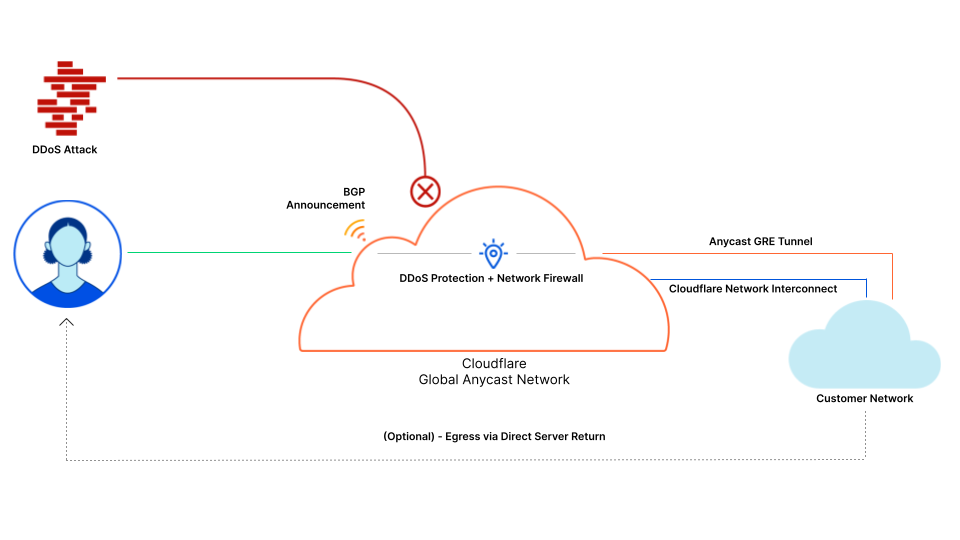 DDoS Attack
BGP
Announcement
Anycast GRE Tunnel
DDoS Protection + Network Firewall
Cloudflare Network Interconnect
Cloudflare
Global Anycast Network
Customer Network
(Optional) - Egress via Direct Server Return